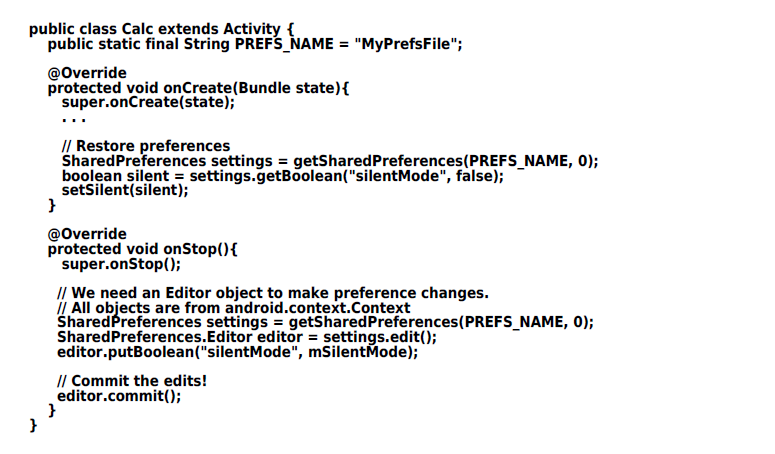 public class Calc extends Activity {
public static final String PREFS_NAME = "MyPrefsFile";
@Override
protected void onCreate(Bundle state){
super.onCreate(state);
. . .
// Restore preferences
SharedPreferences settings = getSharedPreferences(PREFS_NAME, 0);
boolean silent = settings.getBoolean("silentMode", false);
setSilent(silent);
}
@Override
protected void onStop(){
super.onStop();
// We need an Editor object to make preference changes.
// All objects are from android.context.Context
SharedPreferences settings = getSharedPreferences(PREFS_NAME, 0);
SharedPreferences.Editor editor = settings.edit();
editor.putBoolean("silentMode", mSilentMode);
// Commit the edits!
editor.commit();
}
}